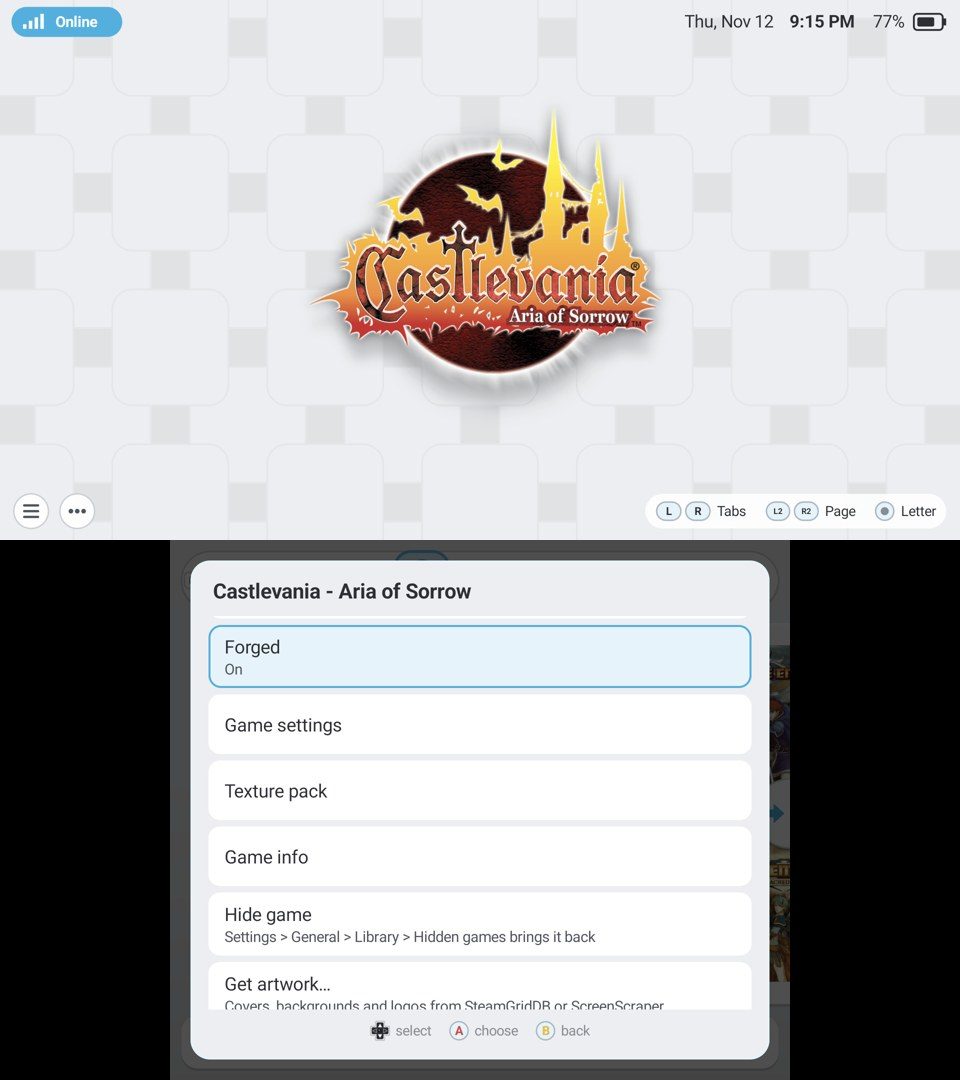 Online
Thu, Nov 12 9:15 PM 77%
Castlevania®
Aria of Sorrow™
L R Tabs L2 R2 Page Letter
Castlevania - Aria of Sorrow
Forged
On
Game settings
Texture pack
Game info
Hide game
Settings > General > Library > Hidden games brings it back
Get artwork...
Covers, backgrounds and logos from SteamGridDB or ScreenScraper
select A choose B back